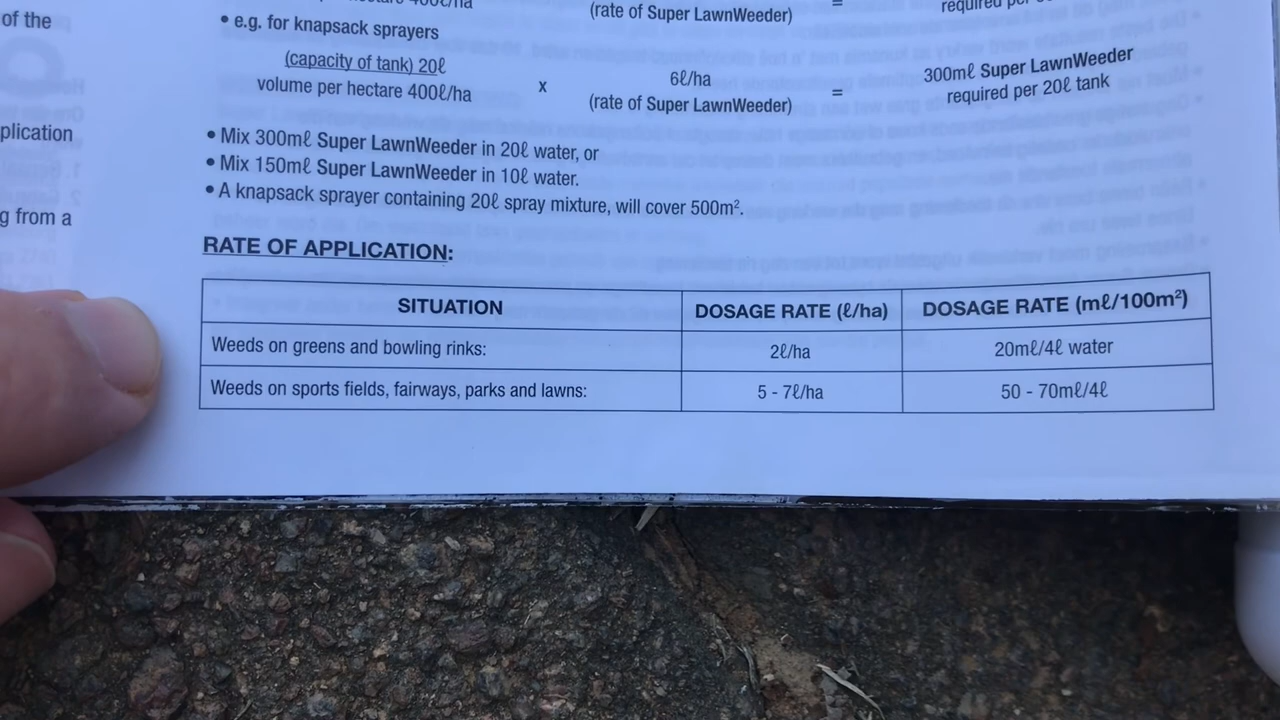 of the
plication
g from a
(rate of Super LawnWeeder) =
• e.g. for knapsack sprayers
(capacity of tank) 20ℓ
volume per hectare 400ℓ/ha
x
6ℓ/ha
(rate of Super LawnWeeder)
=
300mℓ Super LawnWeeder
required per 20ℓ tank
• Mix 300mℓ Super LawnWeeder in 20ℓ water, or
• Mix 150mℓ Super LawnWeeder in 10ℓ water.
• A knapsack sprayer containing 20ℓ spray mixture, will cover 500m².
RATE OF APPLICATION:
SITUATION DOSAGE RATE (ℓ/ha) DOSAGE RATE (mℓ/100m²)
Weeds on greens and bowling rinks: 2ℓ/ha 20mℓ/4ℓ water
Weeds on sports fields, fairways, parks and lawns: 5 - 7ℓ/ha 50 - 70mℓ/4ℓ